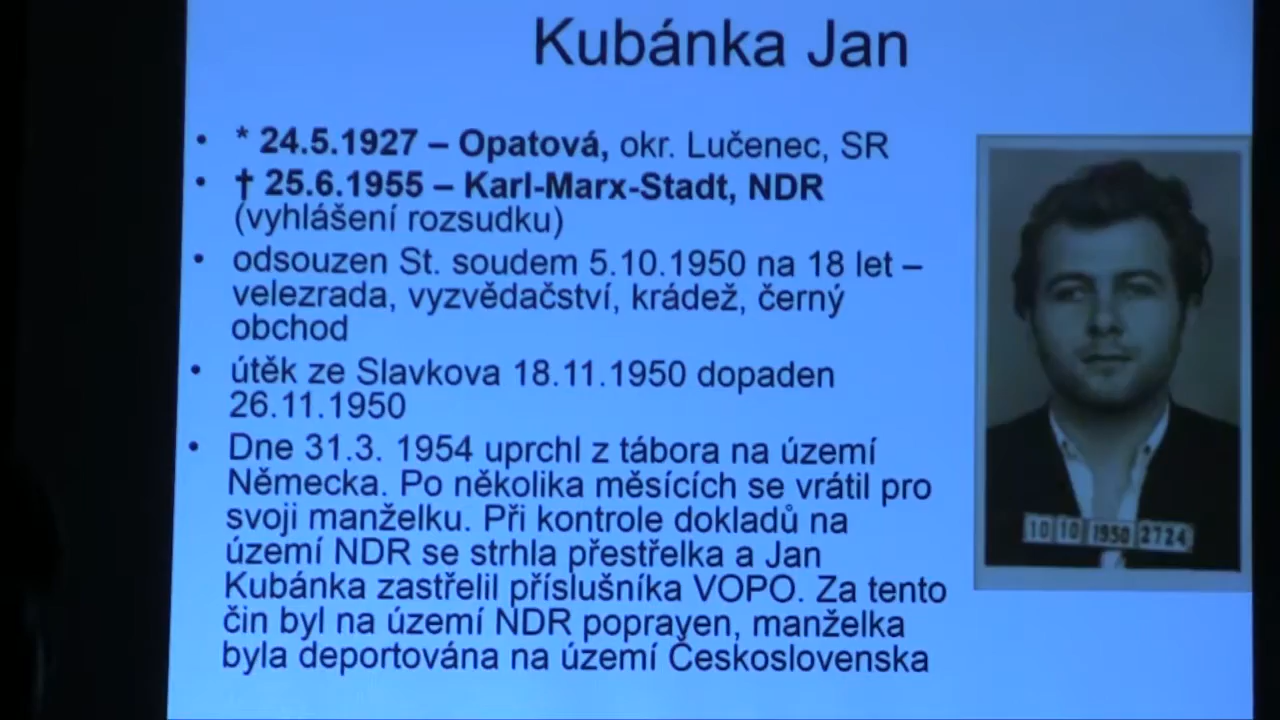 Kubánka Jan
• * 24.5.1927 – Opatová, okr. Lučenec, SR
• † 25.6.1955 – Karl-Marx-Stadt, NDR
(vyhlášení rozsudku)
• odsouzen St. soudem 5.10.1950 na 18 let –
velezrada, vyzvědačství, krádež, černý
obchod
• útěk ze Slavkova 18.11.1950 dopaden
26.11.1950
• Dne 31.3. 1954 uprchl z tábora na území
Německa. Po několika měsících se vrátil pro
svoji manželku. Při kontrole dokladů na
území NDR se strhla přestřelka a Jan
Kubánka zastřelil příslušníka VOPO. Za tento
čin byl na území NDR popraven, manželka
byla deportována na území Československa
10 10 1950 2724